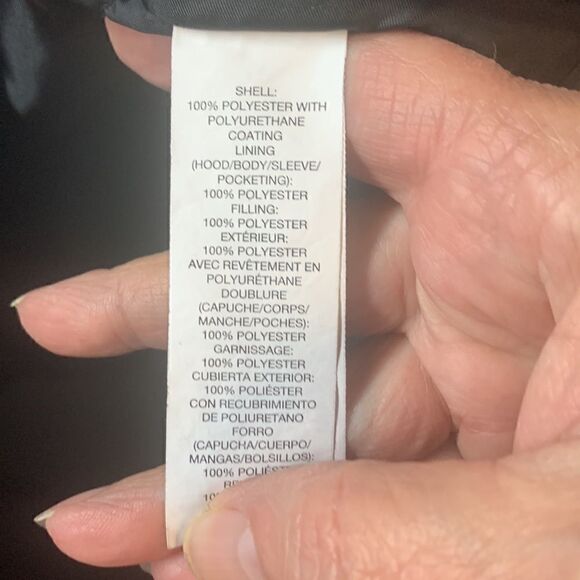 SHELL:
100% POLYESTER WITH
POLYURETHANE
COATING
LINING
(HOOD/BODY/SLEEVE/
POCKETING):
100% POLYESTER
FILLING:
100% POLYESTER
EXTÉRIEUR:
100% POLYESTER
AVEC REVÊTEMENT EN
POLYURÉTHANE
DOUBLURE
(CAPUCHE/CORPS/
MANCHE/POCHES):
100% POLYESTER
GARNISSAGE:
100% POLYESTER
CUBIERTA EXTERIOR:
100% POLIÉSTER
CON RECUBRIMIENTO
DE POLIURETANO
FORRO
(CAPUCHA/CUERPO/
MANGAS/BOLSILLOS):
100%